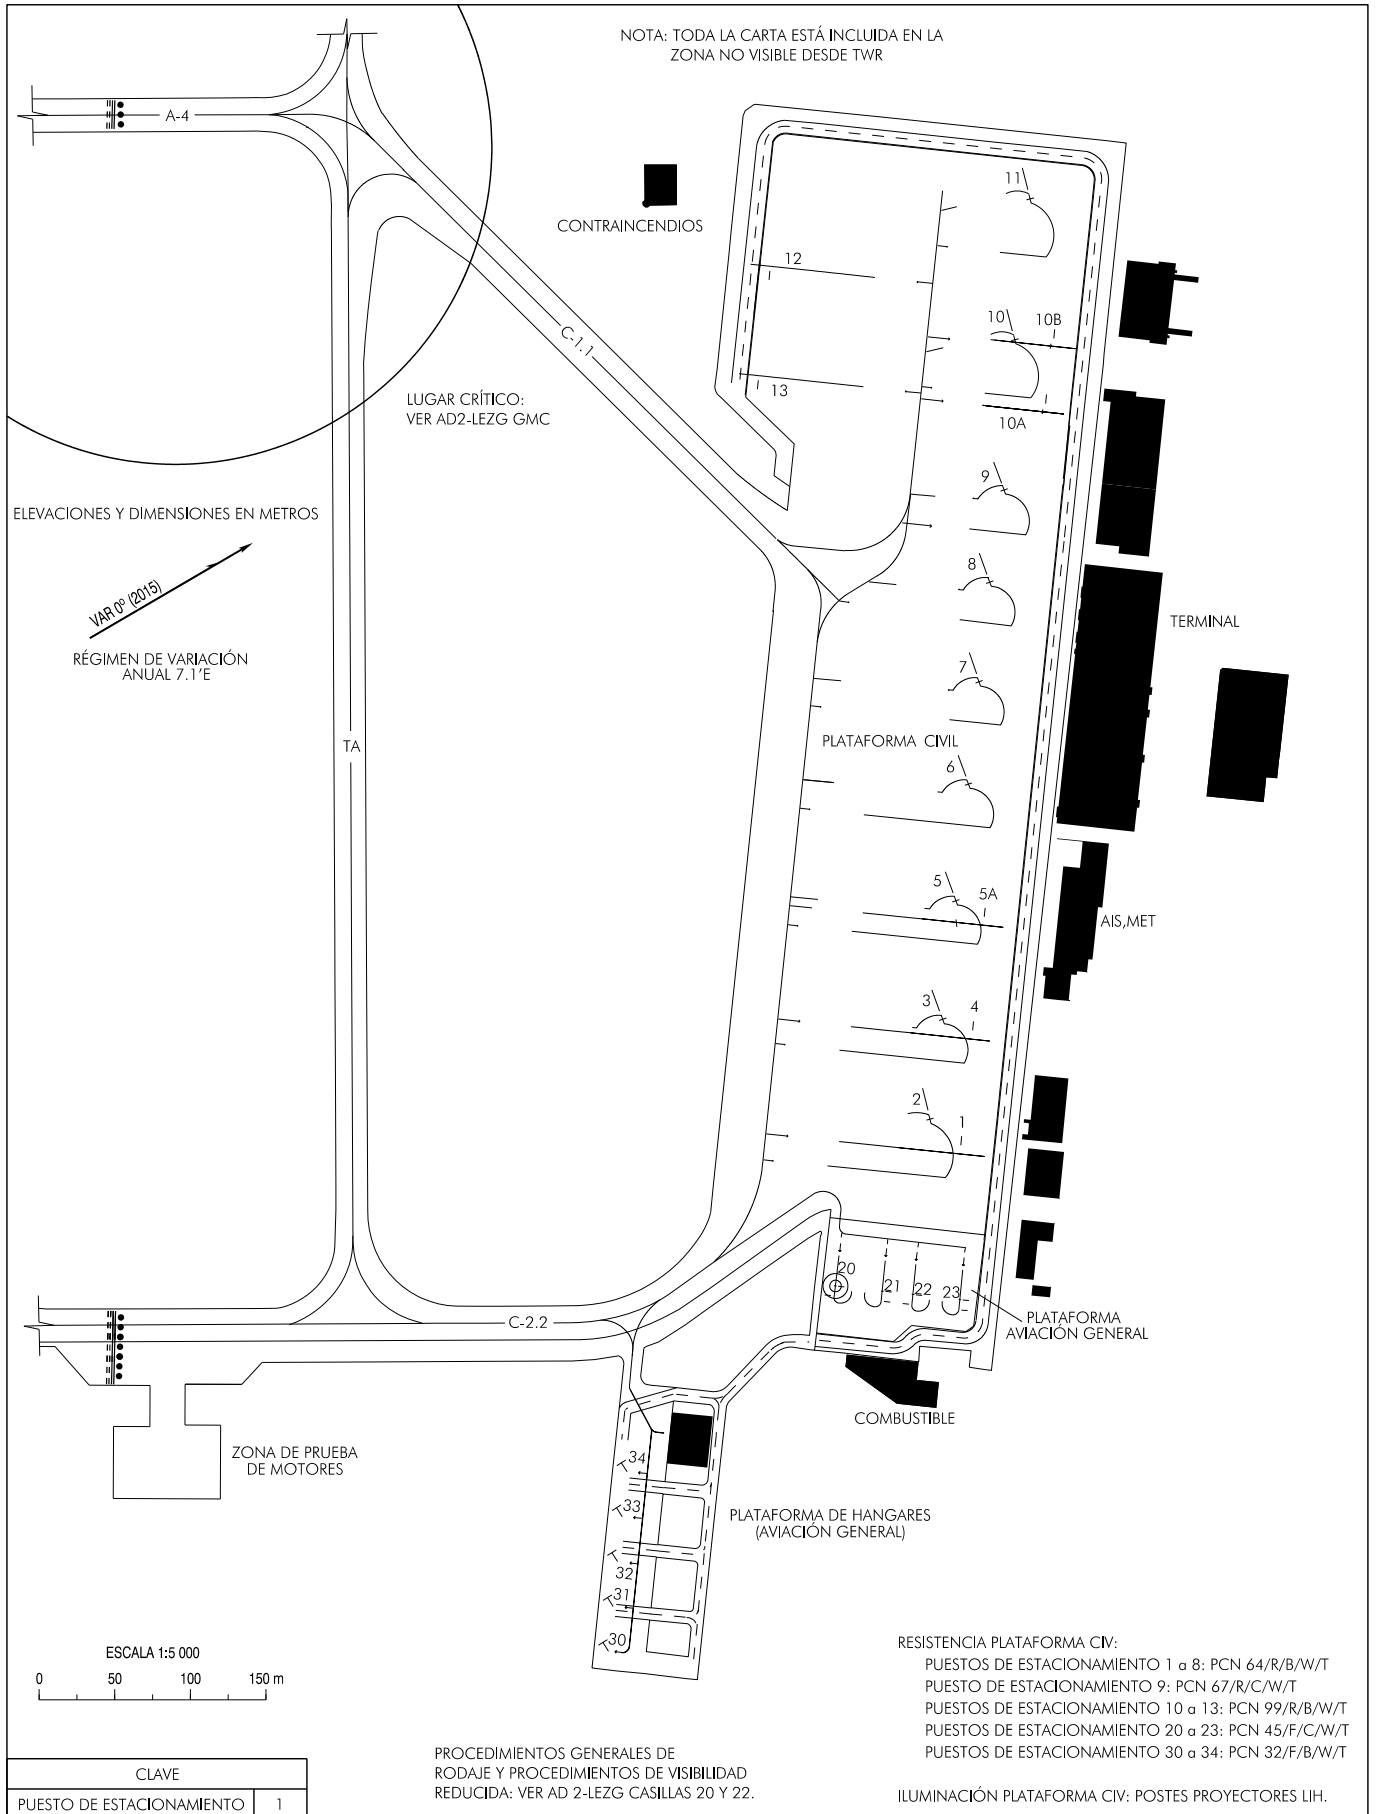 NOTA: TODA LA CARTA ESTÁ INCLUIDA EN LA
ZONA NO VISIBLE DESDE TWR
A-4
11
CONTRAINCENDIOS
12
10
10B
C-1.1
13
LUGAR CRÍTICO:
VER AD2-LEZG GMC
10A
9
ELEVACIONES Y DIMENSIONES EN METROS
8
VAR 0º (2015)
TERMINAL
RÉGIMEN DE VARIACIÓN
ANUAL 7.1'E
7
TA
PLATAFORMA CIVIL
6
5
5A
AIS,MET
3
4
2
1
20
21
22
23
C-2.2
PLATAFORMA
AVIACIÓN GENERAL
COMBUSTIBLE
ZONA DE PRUEBA
DE MOTORES
34
33
PLATAFORMA DE HANGARES
(AVIACIÓN GENERAL)
32
31
30
ESCALA 1:5 000
0 50 100 150 m
RESISTENCIA PLATAFORMA CIV:
PUESTOS DE ESTACIONAMIENTO 1 a 8: PCN 64/R/B/W/T
PUESTO DE ESTACIONAMIENTO 9: PCN 67/R/C/W/T
PUESTOS DE ESTACIONAMIENTO 10 a 13: PCN 99/R/B/W/T
PUESTOS DE ESTACIONAMIENTO 20 a 23: PCN 45/F/C/W/T
PUESTOS DE ESTACIONAMIENTO 30 a 34: PCN 32/F/B/W/T
PROCEDIMIENTOS GENERALES DE
RODAJE Y PROCEDIMIENTOS DE VISIBILIDAD
REDUCIDA: VER AD 2-LEZG CASILLAS 20 Y 22.
ILUMINACIÓN PLATAFORMA CIV: POSTES PROYECTORES LIH.
CLAVE
PUESTO DE ESTACIONAMIENTO 1